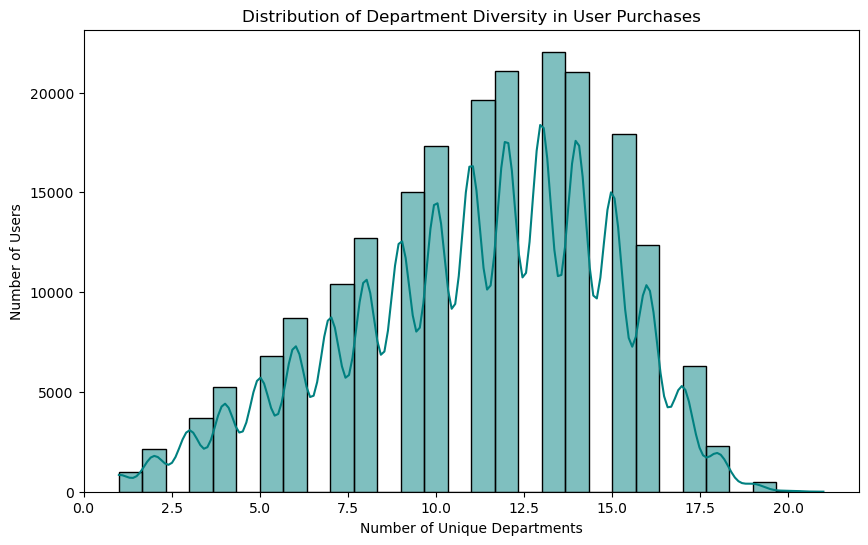 Distribution of Department Diversity in User Purchases
20000
15000
10000
5000
0
Number of Users
0.0 2.5 5.0 7.5 10.0 12.5 15.0 17.5 20.0
Number of Unique Departments